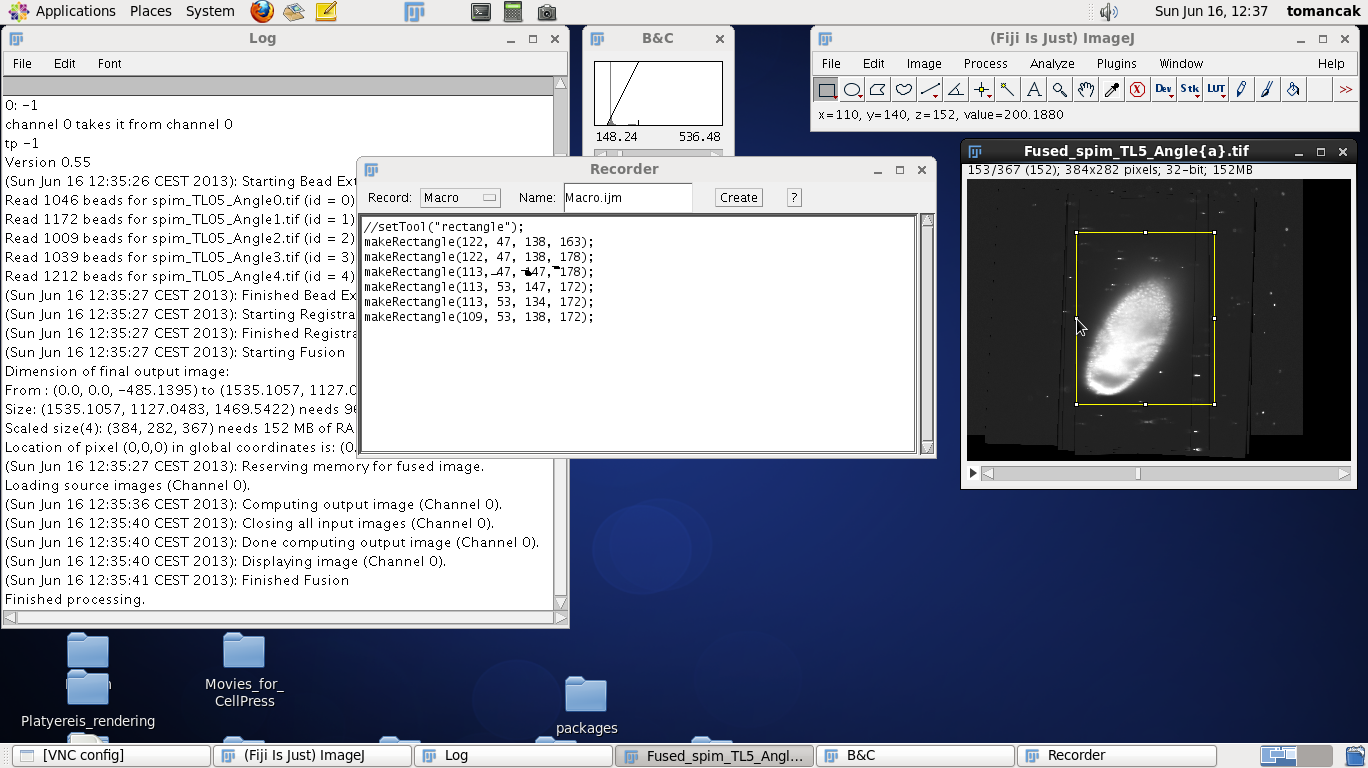 Applications Places System
Sun Jun 16, 12:37 tomancak
Log
File Edit Font
0: -1
channel 0 takes it from channel 0
tp -1
Version 0.55
(Sun Jun 16 12:35:26 CEST 2013): Starting Bead Ext
Read 1046 beads for spim_TL05_Angle0.tif (id = 0)
Read 1172 beads for spim_TL05_Angle1.tif (id = 1)
Read 1009 beads for spim_TL05_Angle2.tif (id = 2)
Read 1039 beads for spim_TL05_Angle3.tif (id = 3)
Read 1212 beads for spim_TL05_Angle4.tif (id = 4)
(Sun Jun 16 12:35:27 CEST 2013): Finished Bead Ex
(Sun Jun 16 12:35:27 CEST 2013): Starting Registra
(Sun Jun 16 12:35:27 CEST 2013): Finished Registra
(Sun Jun 16 12:35:27 CEST 2013): Starting Fusion
Dimension of final output image:
From : (0.0, 0.0, -485.1395) to (1535.1057, 1127.0
Size: (1535.1057, 1127.0483, 1469.5422) needs 96
Scaled size(4): (384, 282, 367) needs 152 MB of RA
Location of pixel (0,0,0) in global coordinates is: (0.
(Sun Jun 16 12:35:27 CEST 2013): Reserving memory for fused image.
Loading source images (Channel 0).
(Sun Jun 16 12:35:36 CEST 2013): Computing output image (Channel 0).
(Sun Jun 16 12:35:40 CEST 2013): Closing all input images (Channel 0).
(Sun Jun 16 12:35:40 CEST 2013): Done computing output image (Channel 0).
(Sun Jun 16 12:35:40 CEST 2013): Displaying image (Channel 0).
(Sun Jun 16 12:35:41 CEST 2013): Finished Fusion
Finished processing.
B&C
148.24 536.48
(Fiji Is Just) ImageJ
File Edit Image Process Analyze Plugins Window Help
A Dev Stk LUT >>
x=110, y=140, z=152, value=200.1880
Recorder
Record: Macro Name: Macro.ijm Create ?
//setTool("rectangle");
makeRectangle(122, 47, 138, 163);
makeRectangle(122, 47, 138, 178);
makeRectangle(113, 47, 147, 178);
makeRectangle(113, 53, 147, 172);
makeRectangle(113, 53, 134, 172);
makeRectangle(109, 53, 138, 172);
Fused_spim_TL5_Angle{a}.tif
153/367 (152); 384x282 pixels; 32-bit; 152MB
Platyereis_rendering
Movies_for_
CellPress
packages
[VNC config] (Fiji Is Just) ImageJ Log Fused_spim_TL5_Angl... B&C Recorder